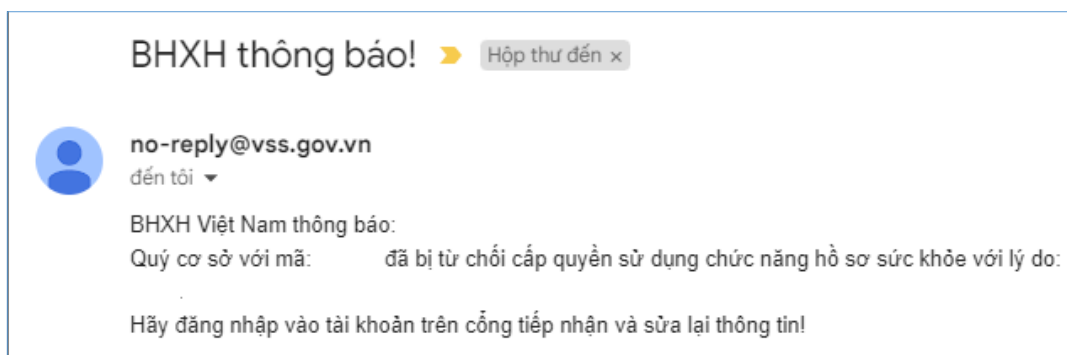 BHXH thông báo! Hộp thư đến ×
no-reply@vss.gov.vn
đến tôi
BHXH Việt Nam thông báo:
Quý cơ sở với mã: đã bị từ chối cấp quyền sử dụng chức năng hồ sơ sức khỏe với lý do:
.
Hãy đăng nhập vào tài khoản trên cổng tiếp nhận và sửa lại thông tin!